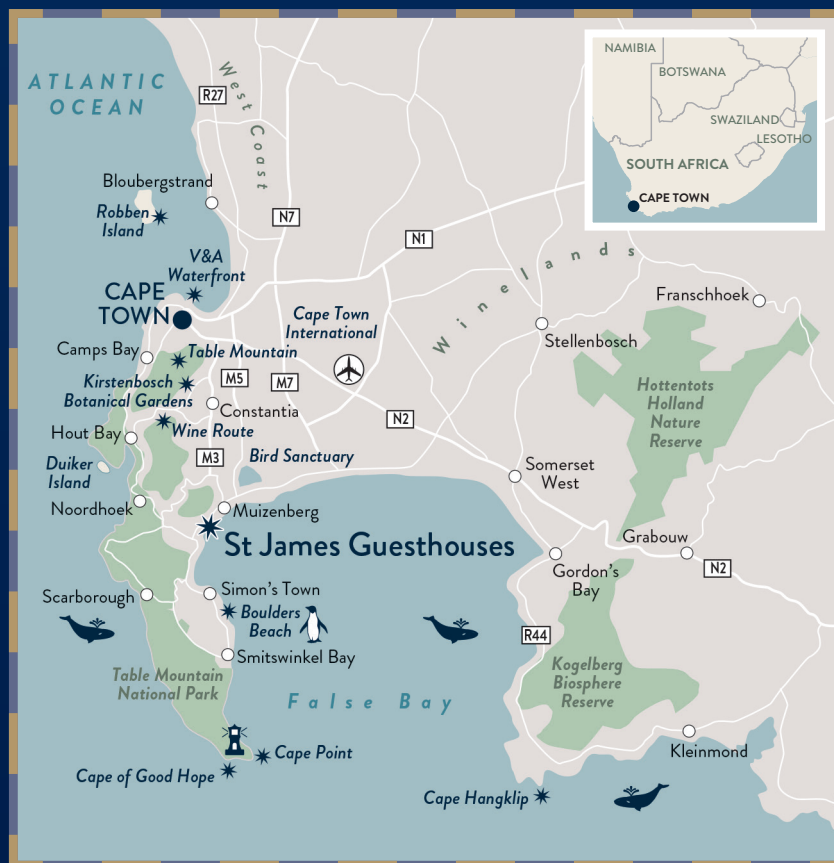 ATLANTIC
OCEAN
R27
West Coast
NAMIBIA
BOTSWANA
SWAZILAND
LESOTHO
SOUTH AFRICA
CAPE TOWN
Bloubergstrand
Robben
Island
N7
N1
V&A
Waterfront
Winelands
CAPE
TOWN
Cape Town
International
Franschhoek
Stellenbosch
Camps Bay
Table Mountain
Kirstenbosch
Botanical Gardens
M5
M7
Constantia
N2
Hottentots
Holland
Nature
Reserve
Hout Bay
Wine Route
M3
Bird Sanctuary
Duiker
Island
Somerset
West
Noordhoek
Muizenberg
St James Guesthouses
Grabouw
N2
Gordon's
Bay
Scarborough
Simon's Town
Boulders
Beach
R44
Smitswinkel Bay
Table Mountain
National Park
False Bay
Kogelberg
Biosphere
Reserve
Cape Point
Cape of Good Hope
Kleinmond
Cape Hangklip